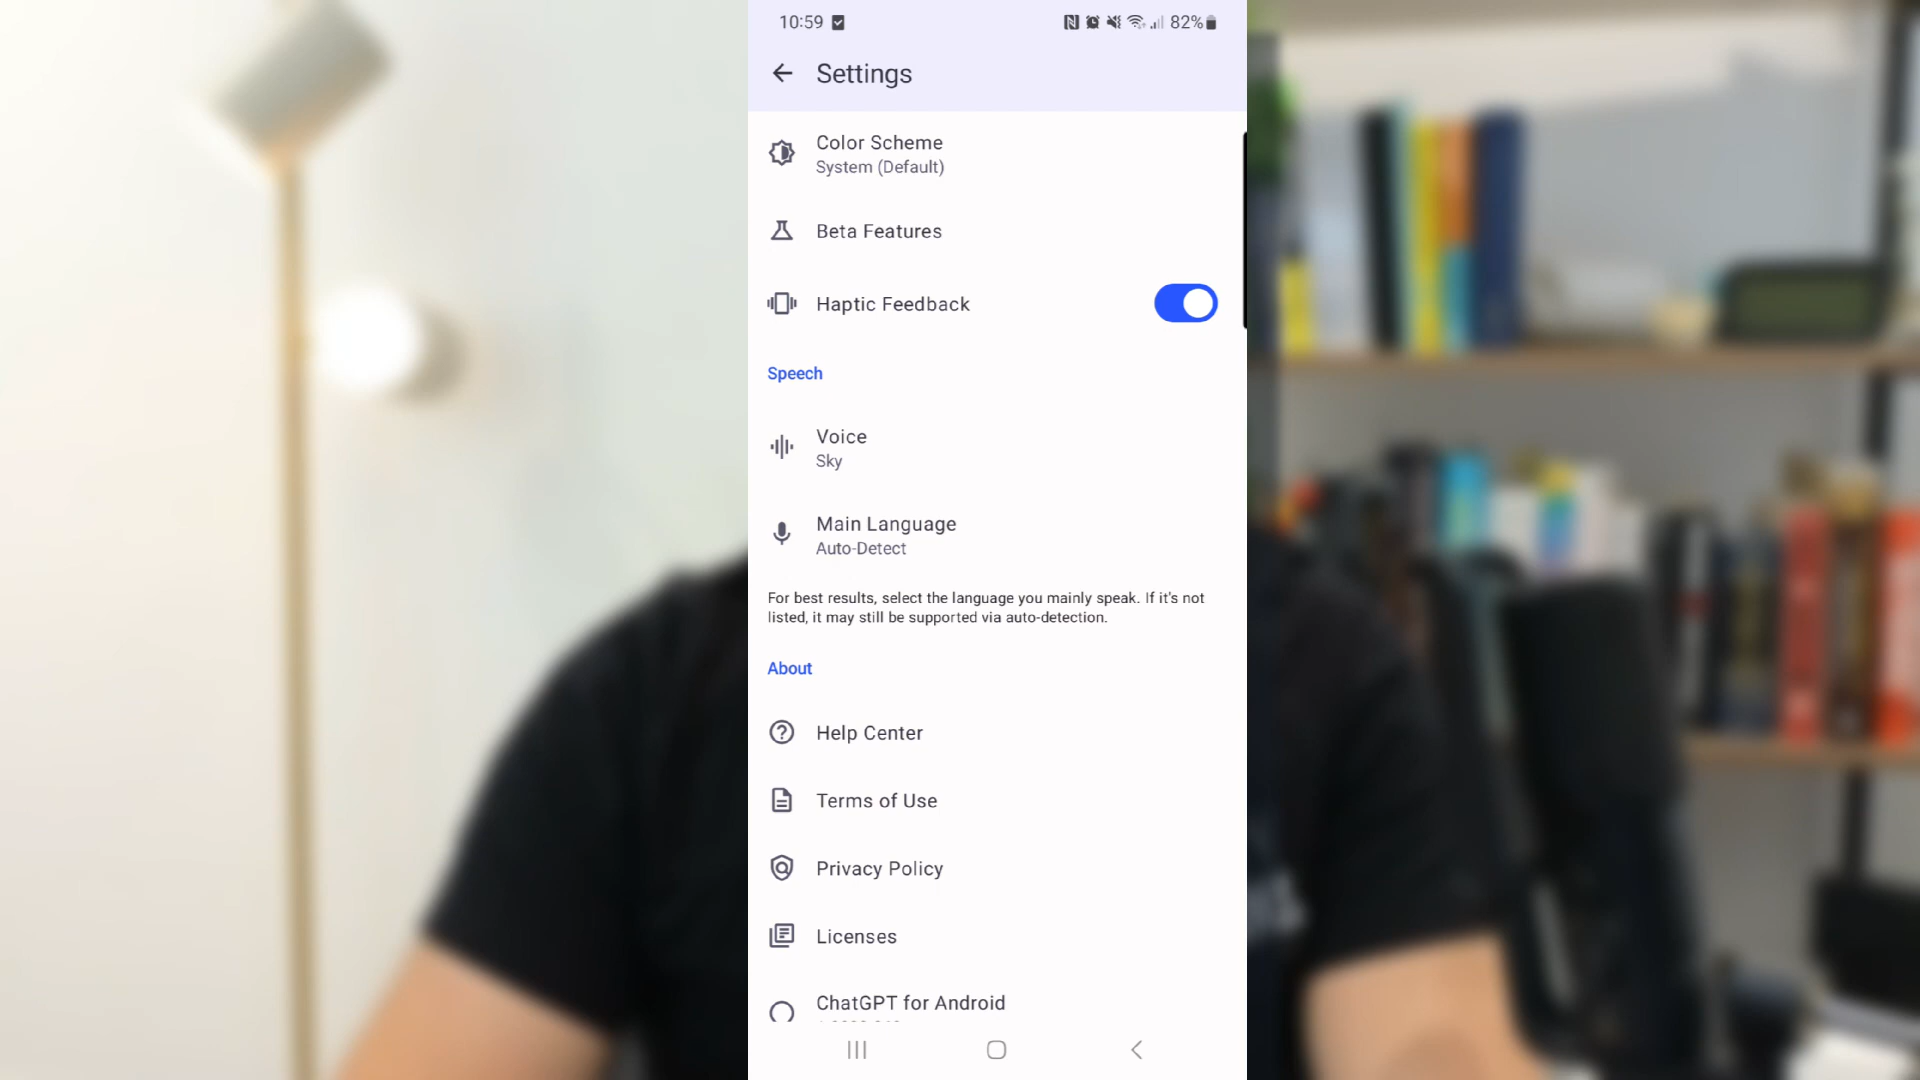 10:59
82%
Settings
Color Scheme
System (Default)
Beta Features
Haptic Feedback
Speech
Voice
Sky
Main Language
Auto-Detect
For best results, select the language you mainly speak. If it's not
listed, it may still be supported via auto-detection.
About
Help Center
Terms of Use
Privacy Policy
Licenses
ChatGPT for Android